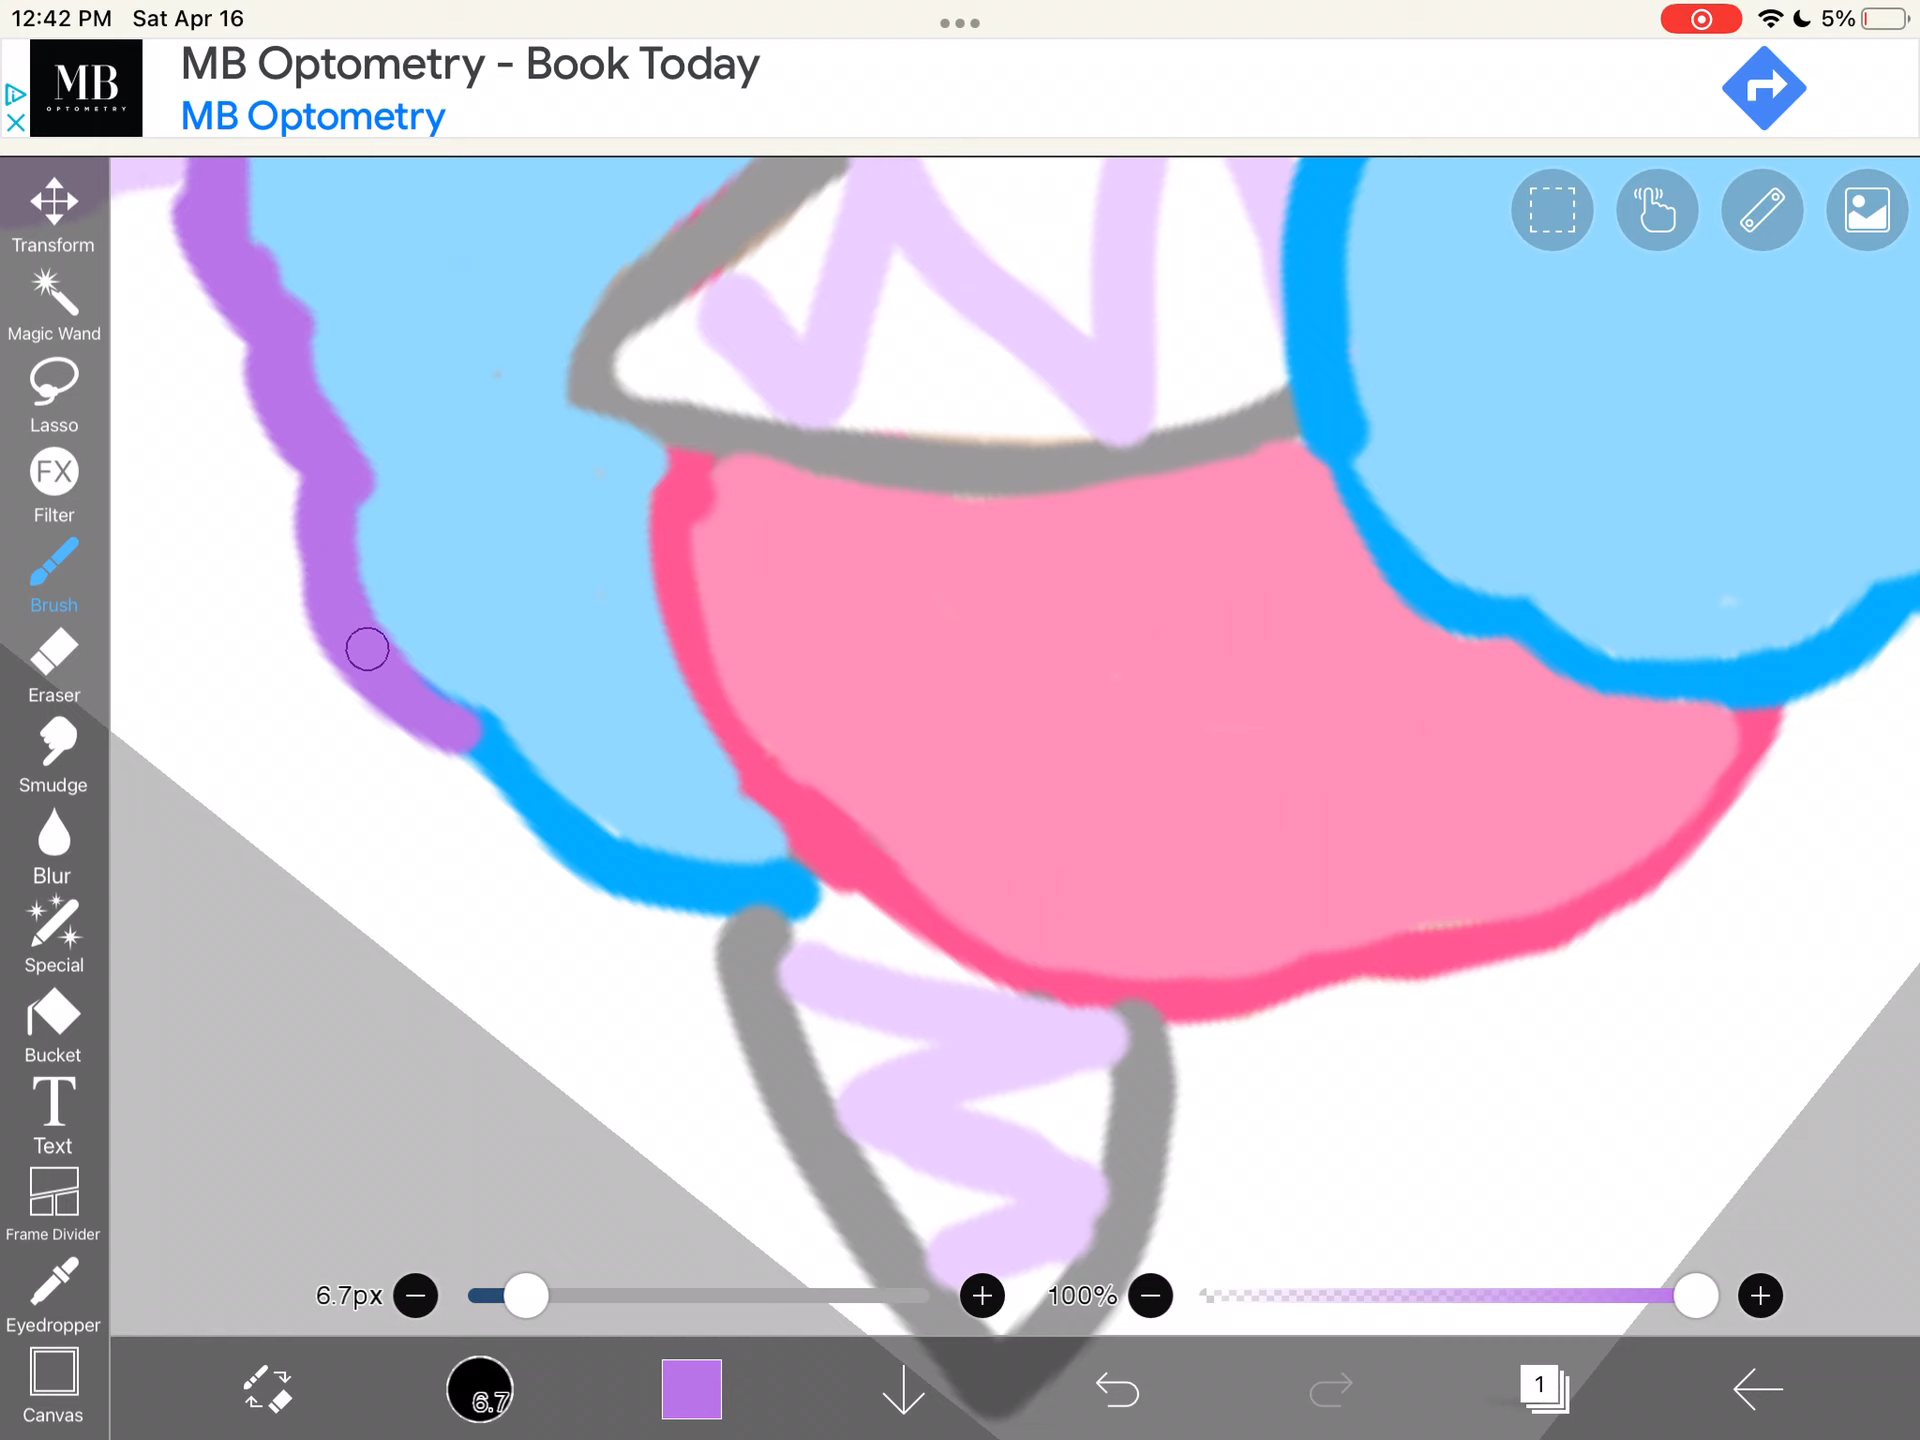 12:42 PM Sat Apr 16
5%
MB
OPTOMETRY
MB Optometry - Book Today
MB Optometry
Transform
Magic Wand
Lasso
FX
Filter
Brush
Eraser
Smudge
Blur
Special
Bucket
T
Text
Frame Divider
Eyedropper
Canvas
6.7px
100%
6.7
1